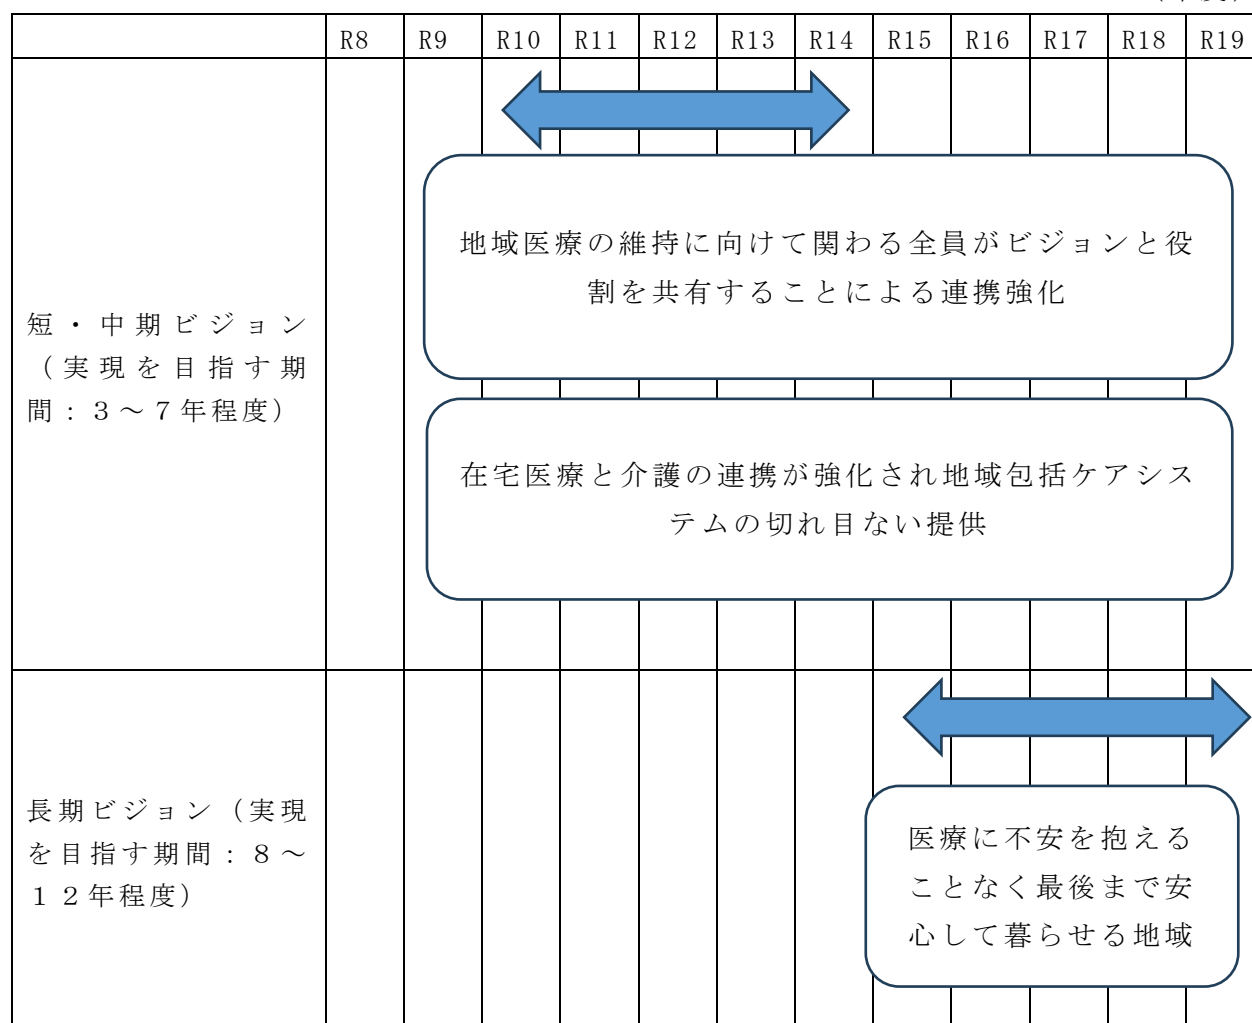 R8 R9 R10 R11 R12 R13 R14 R15 R16 R17 R18 R19
地域医療の維持に向けて関わる全員がビジョンと役
割を共有することによる連携強化
短・中期ビジョン
（実現を目指す期
間：３～７年程度）
在宅医療と介護の連携が強化され地域包括ケアシス
テムの切れ目ない提供
長期ビジョン（実現
を目指す期間：８～
１２年程度）
医療に不安を抱える
ことなく最後まで安
心して暮らせる地域